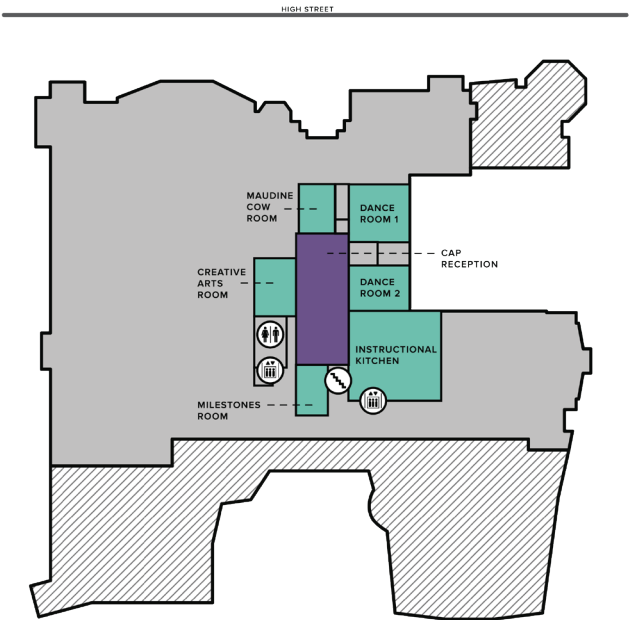 HIGH STREET
MAUDINE
COW
ROOM
DANCE
ROOM 1
CAP
RECEPTION
CREATIVE
ARTS
ROOM
DANCE
ROOM 2
INSTRUCTIONAL
KITCHEN
MILESTONES
ROOM